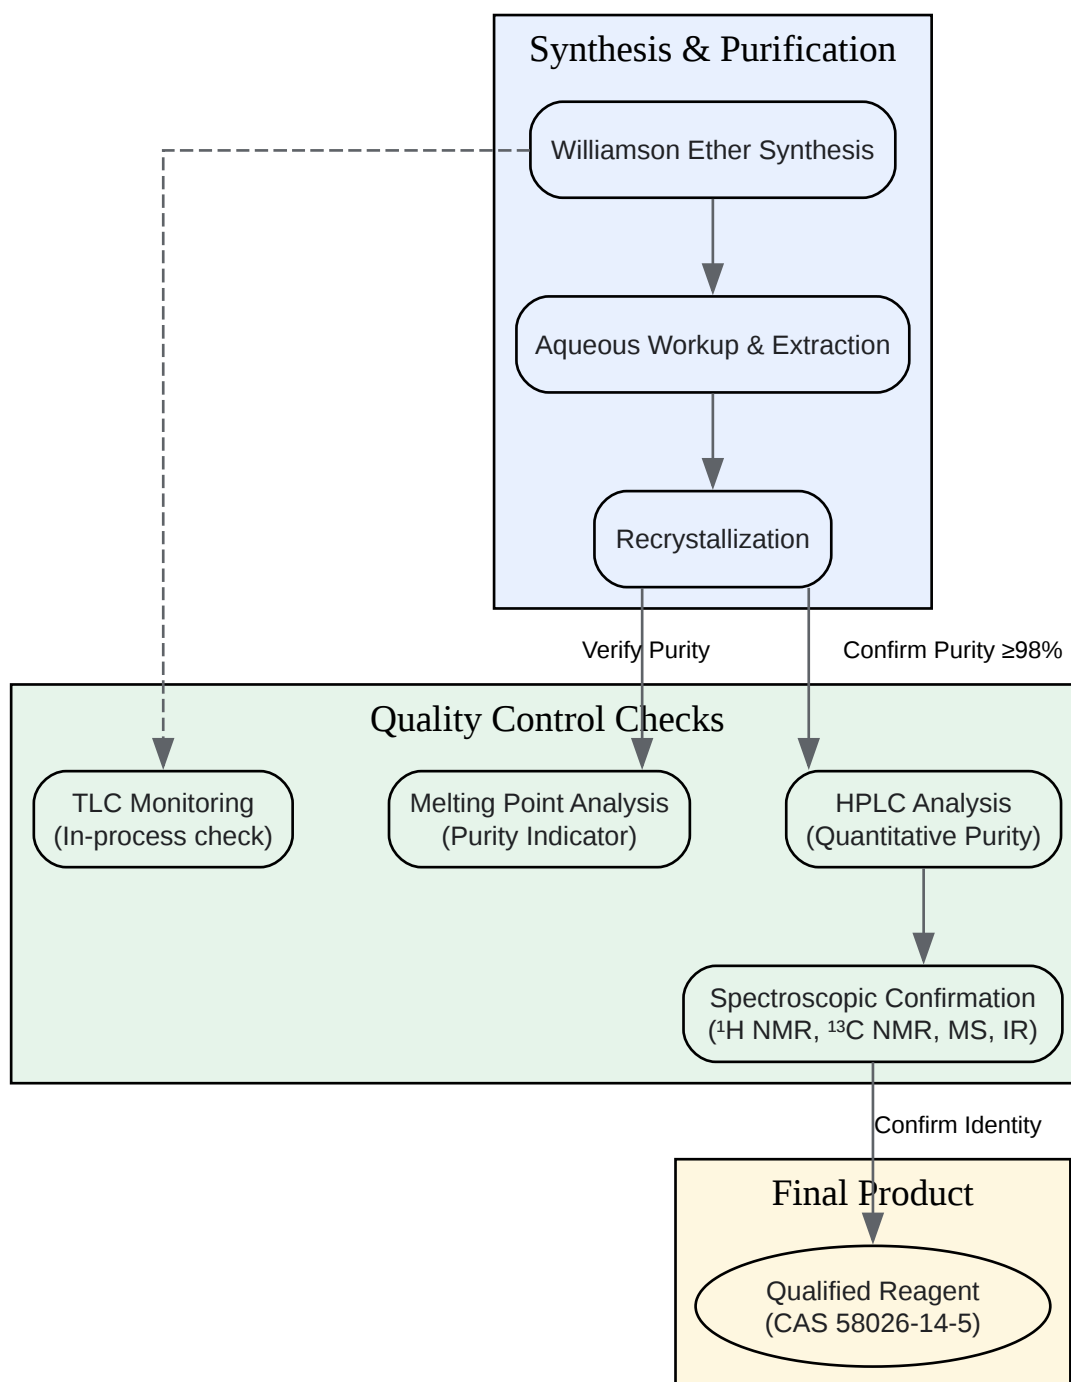 Synthesis & Purification
Williamson Ether Synthesis
Aqueous Workup & Extraction
Recrystallization
Verify Purity
Confirm Purity ≥98%
Quality Control Checks
TLC Monitoring
(In-process check)
Melting Point Analysis
(Purity Indicator)
HPLC Analysis
(Quantitative Purity)
Spectroscopic Confirmation
(¹H NMR, ¹³C NMR, MS, IR)
Confirm Identity
Final Product
Qualified Reagent
(CAS 58026-14-5)